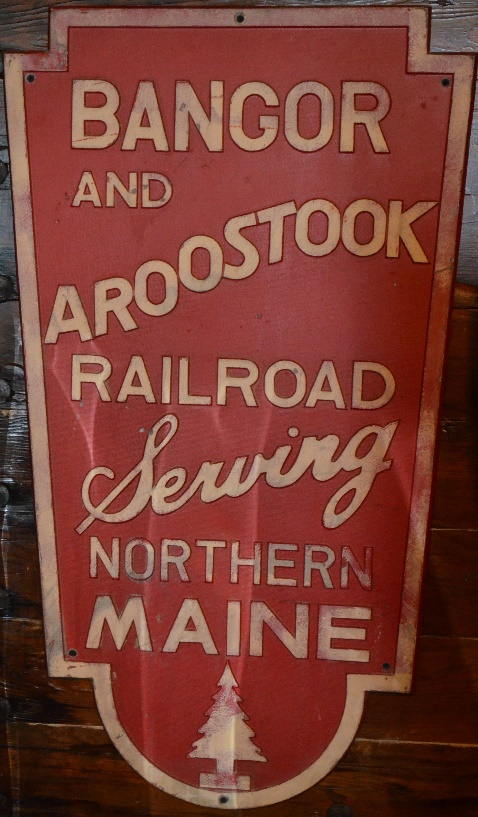 BANGOR
AND
AROOSTOOK
RAILROAD
Serving
NORTHERN
MAINE